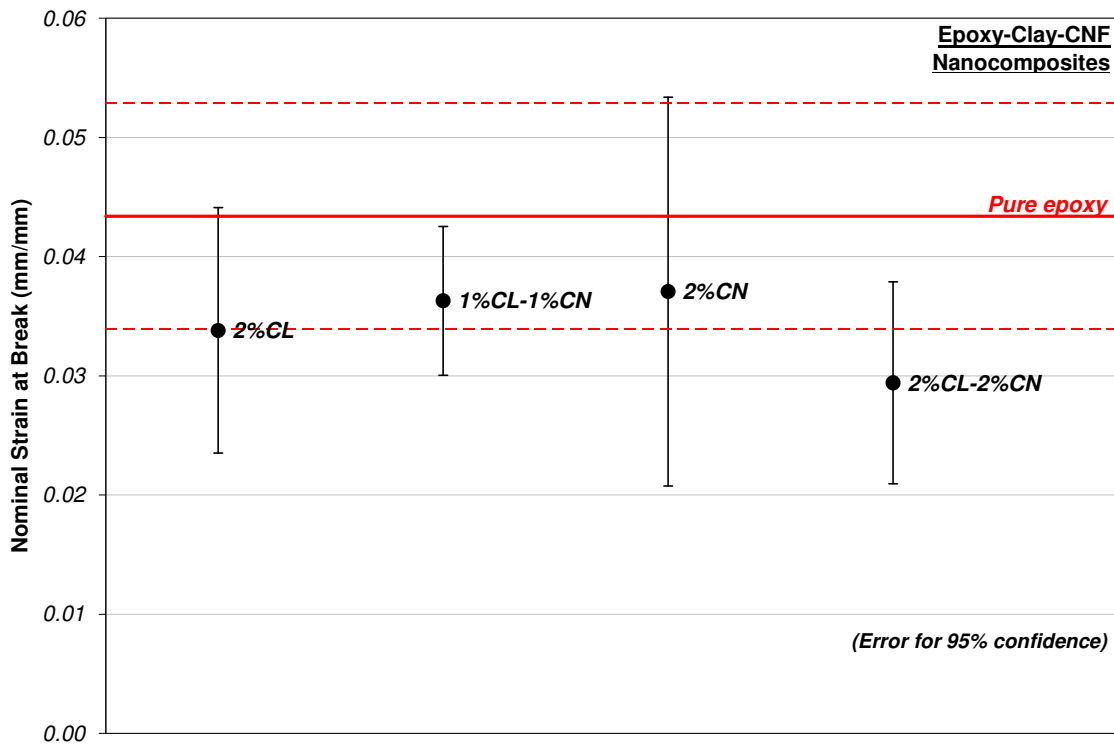 Epoxy-Clay-CNF
Nanocomposites
Nominal Strain at Break (mm/mm)
0.06
0.05
0.04
0.03
0.02
0.01
0.00
Pure epoxy
2%CL
1%CL-1%CN
2%CN
2%CL-2%CN
(Error for 95% confidence)